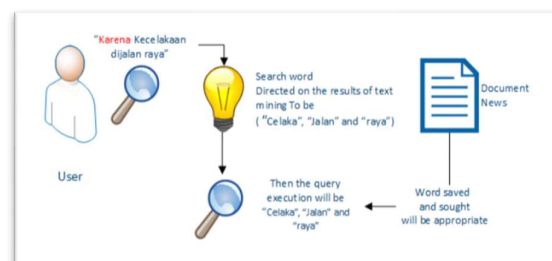 "Karena Kecelakaan
dijalan raya"
Search word
Directed on the results of text
mining To be
( "Celaka", "Jalan" and "raya")
Document
News
User
Then the query
execution will be
"Celaka", "Jalan" and
"raya"
Word saved
and sought
will be appropriate